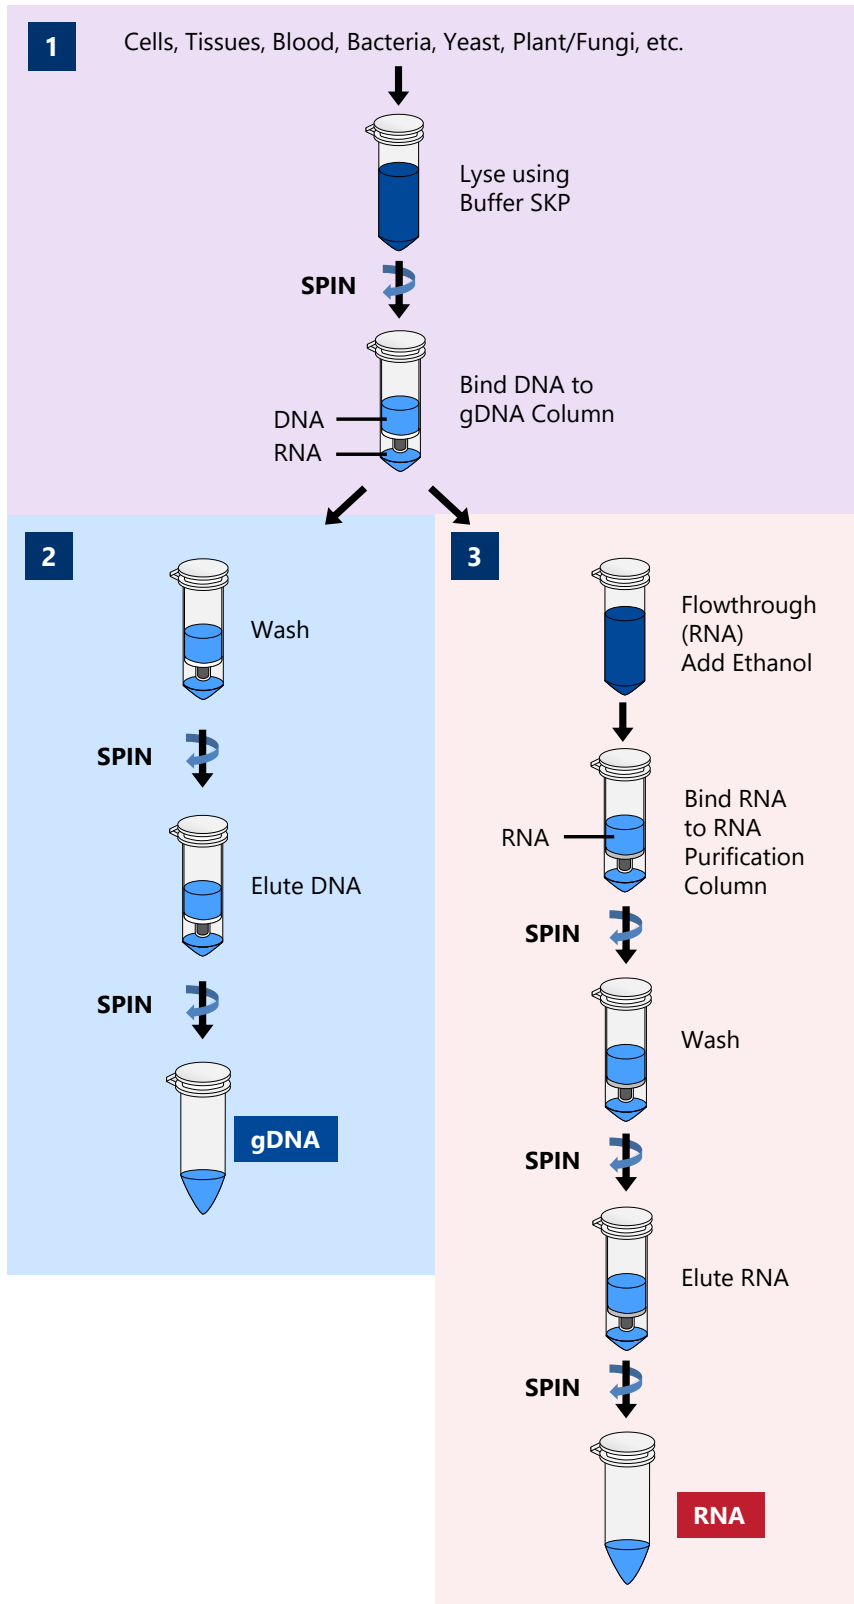 1
Cells, Tissues, Blood, Bacteria, Yeast, Plant/Fungi, etc.
Lyse using
Buffer SKP
SPIN
Bind DNA to
gDNA Column
DNA
RNA
2
Wash
SPIN
Elute DNA
SPIN
gDNA
3
Flowthrough
(RNA)
Add Ethanol
Bind RNA
to RNA
Purification
Column
RNA
SPIN
Wash
SPIN
Elute RNA
SPIN
RNA